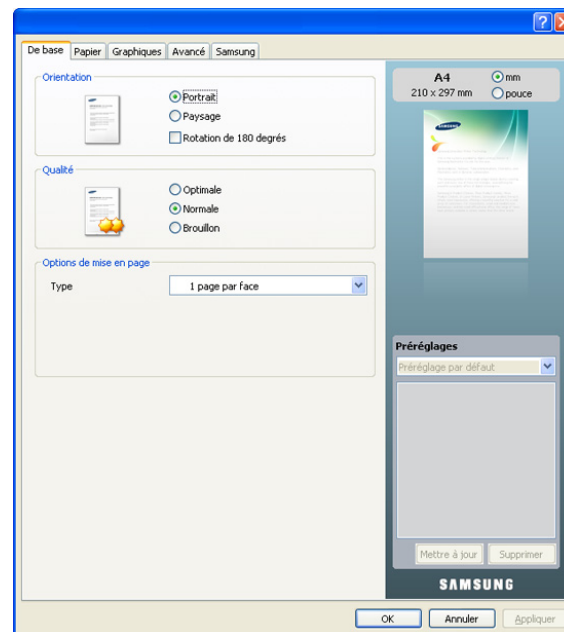 De base Papier Graphiques Avancé Samsung
Orientation
Portrait
Paysage
Rotation de 180 degrés
Qualité
Optimale
Normale
Brouillon
Options de mise en page
Type 1 page par face
A4
210 x 297 mm
mm
pouce
SAMSUNG
Préréglages
Préréglage par défaut
Mettre à jour Supprimer
SAMSUNG
OK Annuler Appliquer